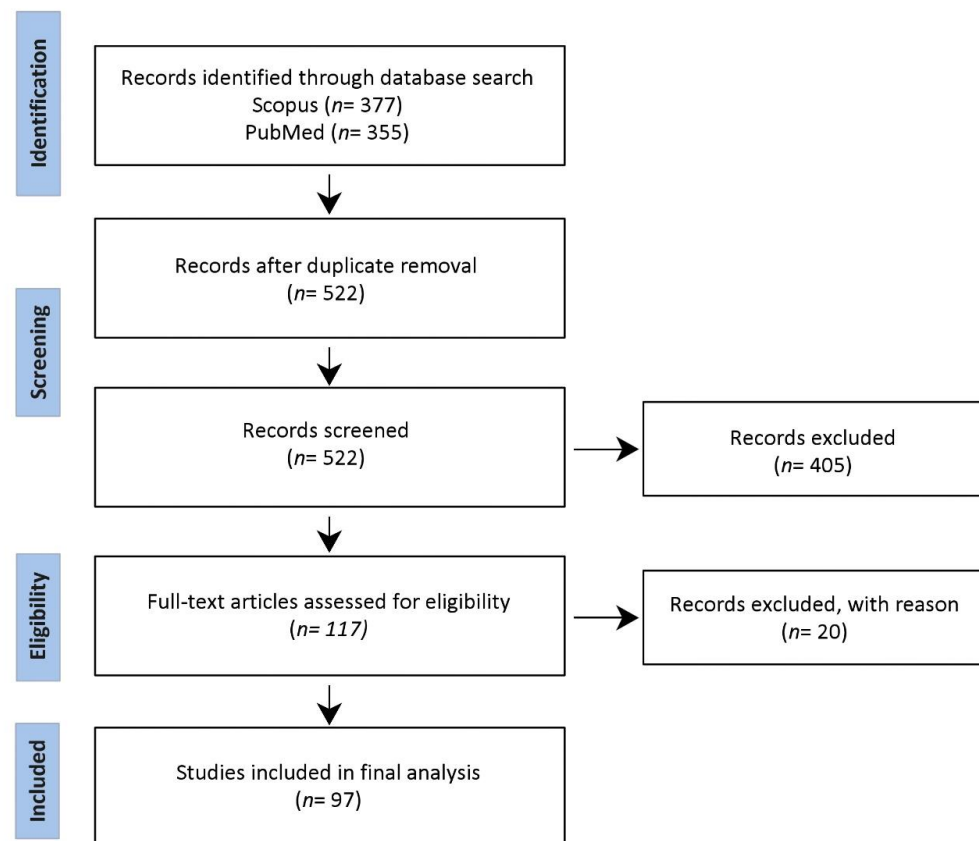 Identification
Records identified through database search
Scopus (n= 377)
PubMed (n= 355)
Records after duplicate removal
(n= 522)
Screening
Records screened
(n= 522)
Records excluded
(n= 405)
Eligibility
Full-text articles assessed for eligibility
(n= 117)
Records excluded, with reason
(n= 20)
Included
Studies included in final analysis
(n= 97)